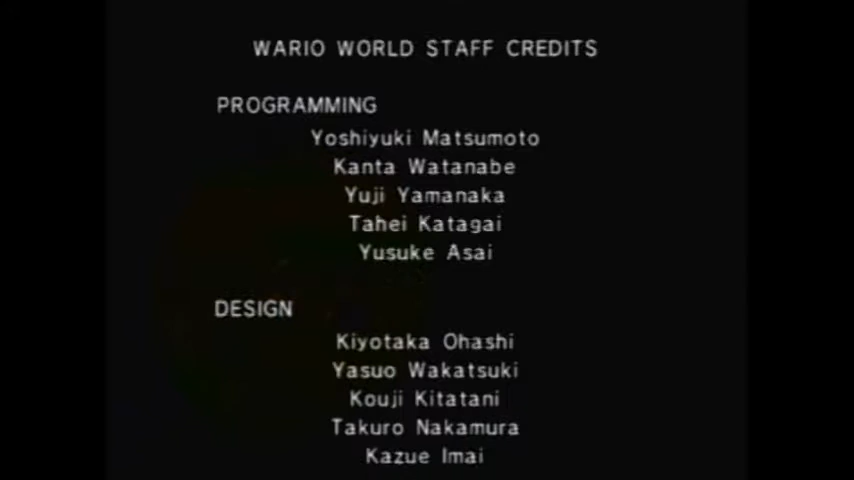 WARIO WORLD STAFF CREDITS
PROGRAMMING
Yoshiyuki Matsumoto
Kanta Watanabe
Yuji Yamanaka
Tahei Katagai
Yusuke Asai
DESIGN
Kiyotaka Ohashi
Yasuo Wakatsuki
Kouji Kitatani
Takuro Nakamura
Kazue Imai